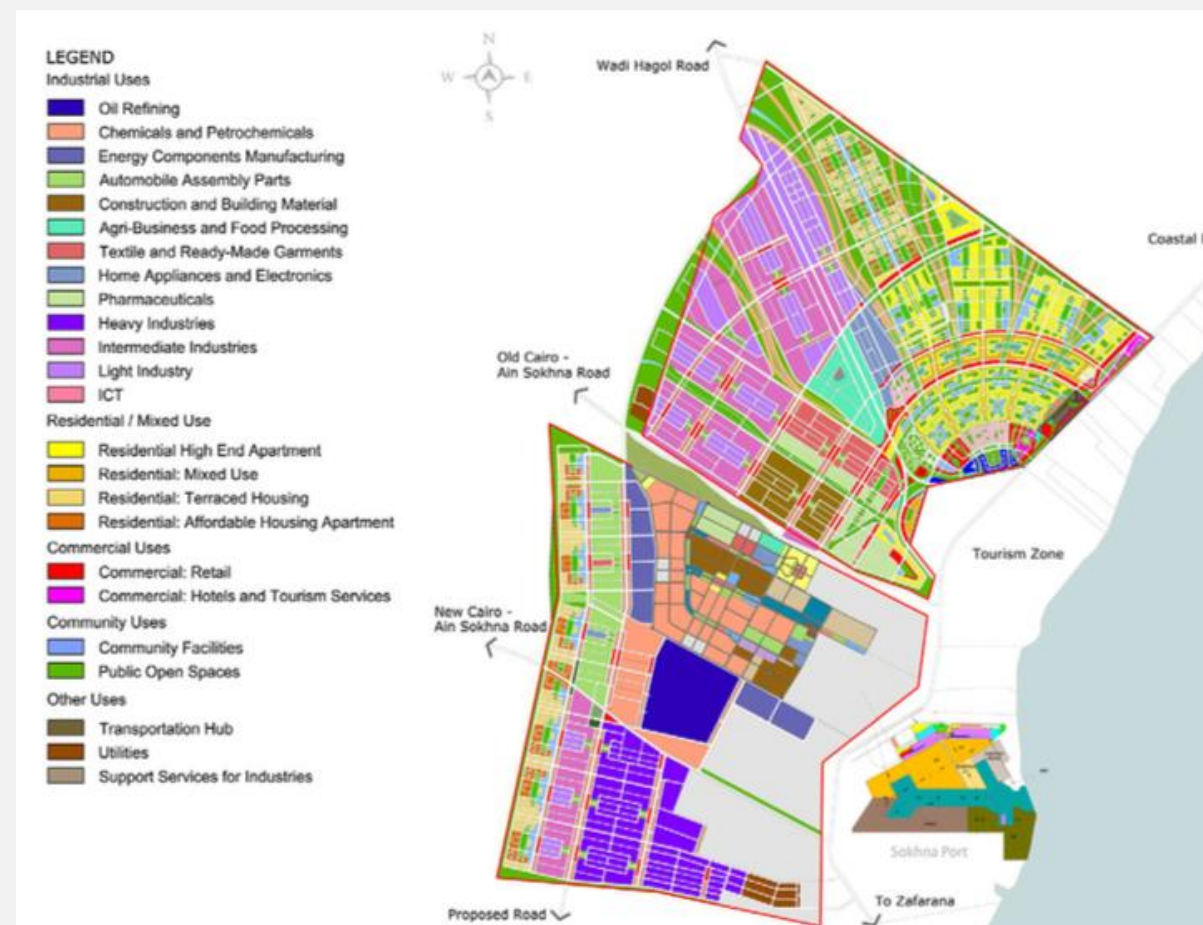 LEGEND
Industrial Uses
Oil Refining
Chemicals and Petrochemicals
Energy Components Manufacturing
Automobile Assembly Parts
Construction and Building Material
Agri-Business and Food Processing
Textile and Ready-Made Garments
Home Appliances and Electronics
Pharmaceuticals
Heavy Industries
Intermediate Industries
Light Industry
ICT
Residential / Mixed Use
Residential High End Apartment
Residential: Mixed Use
Residential: Terraced Housing
Residential: Affordable Housing Apartment
Commercial Uses
Commercial: Retail
Commercial: Hotels and Tourism Services
Community Uses
Community Facilities
Public Open Spaces
Other Uses
Transportation Hub
Utilities
Support Services for Industries
N
W
E
S
Wadi Hagol Road
Coastal
Old Cairo -
Ain Sokhna Road
Tourism Zone
New Cairo -
Ain Sokhna Road
Sokhna Port
To Zafarana
Proposed Road